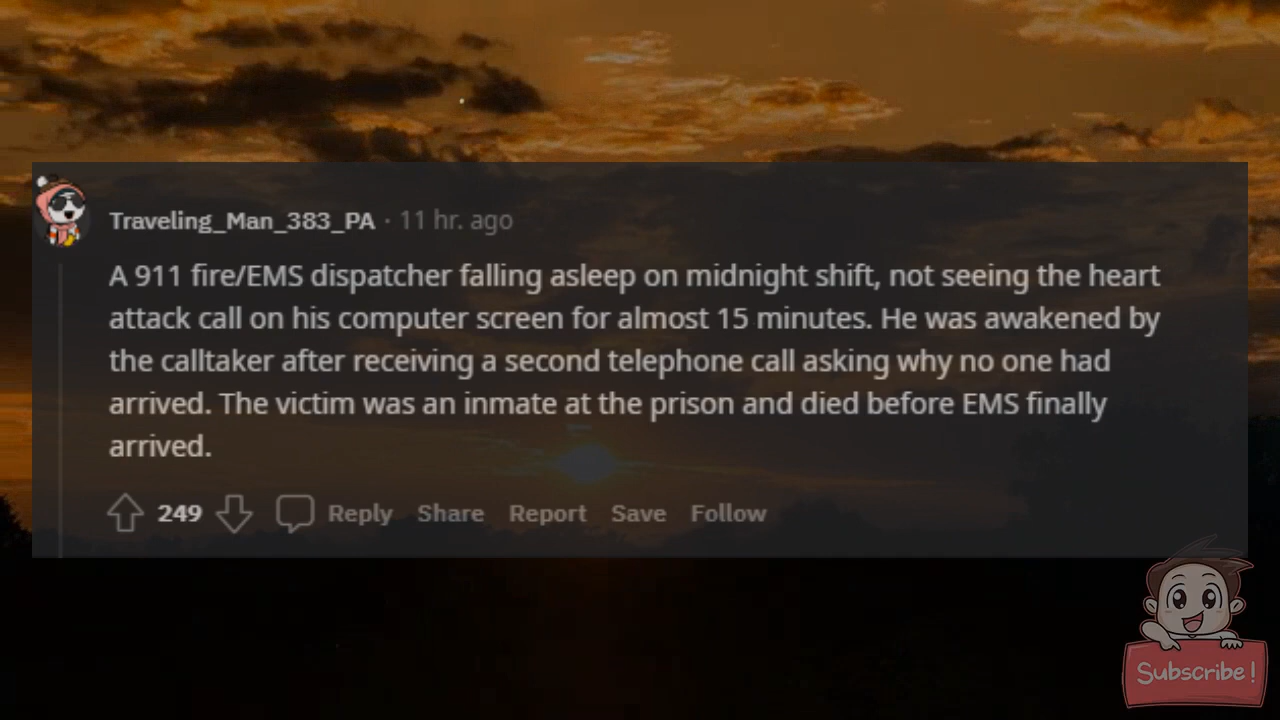 Traveling_Man_383_PA · 11 hr. ago
A 911 fire/EMS dispatcher falling asleep on midnight shift, not seeing the heart
attack call on his computer screen for almost 15 minutes. He was awakened by
the calltaker after receiving a second telephone call asking why no one had
arrived. The victim was an inmate at the prison and died before EMS finally
arrived.
249 Reply Share Report Save Follow
Subscribe!